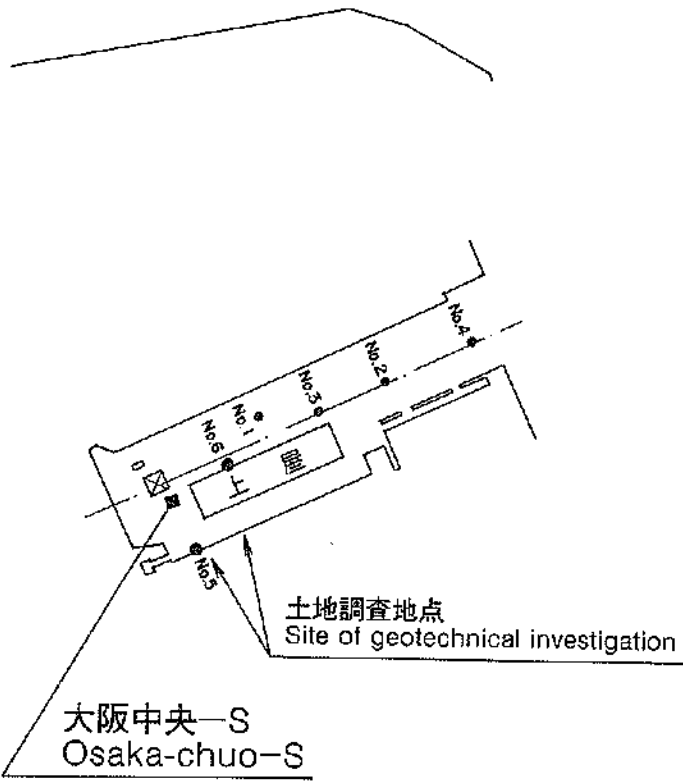 No.4
No.2
No.3
No.1
No.6
上屋
No.5
土地調査地点
Site of geotechnical investigation
大阪中央－S
Osaka-chuo－S